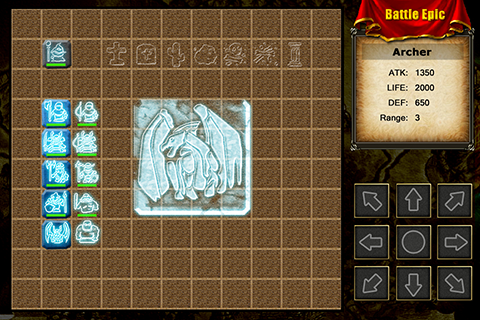 Battle Epic
Archer
ATK: 1350
LIFE: 2000
DEF: 650
Range: 3